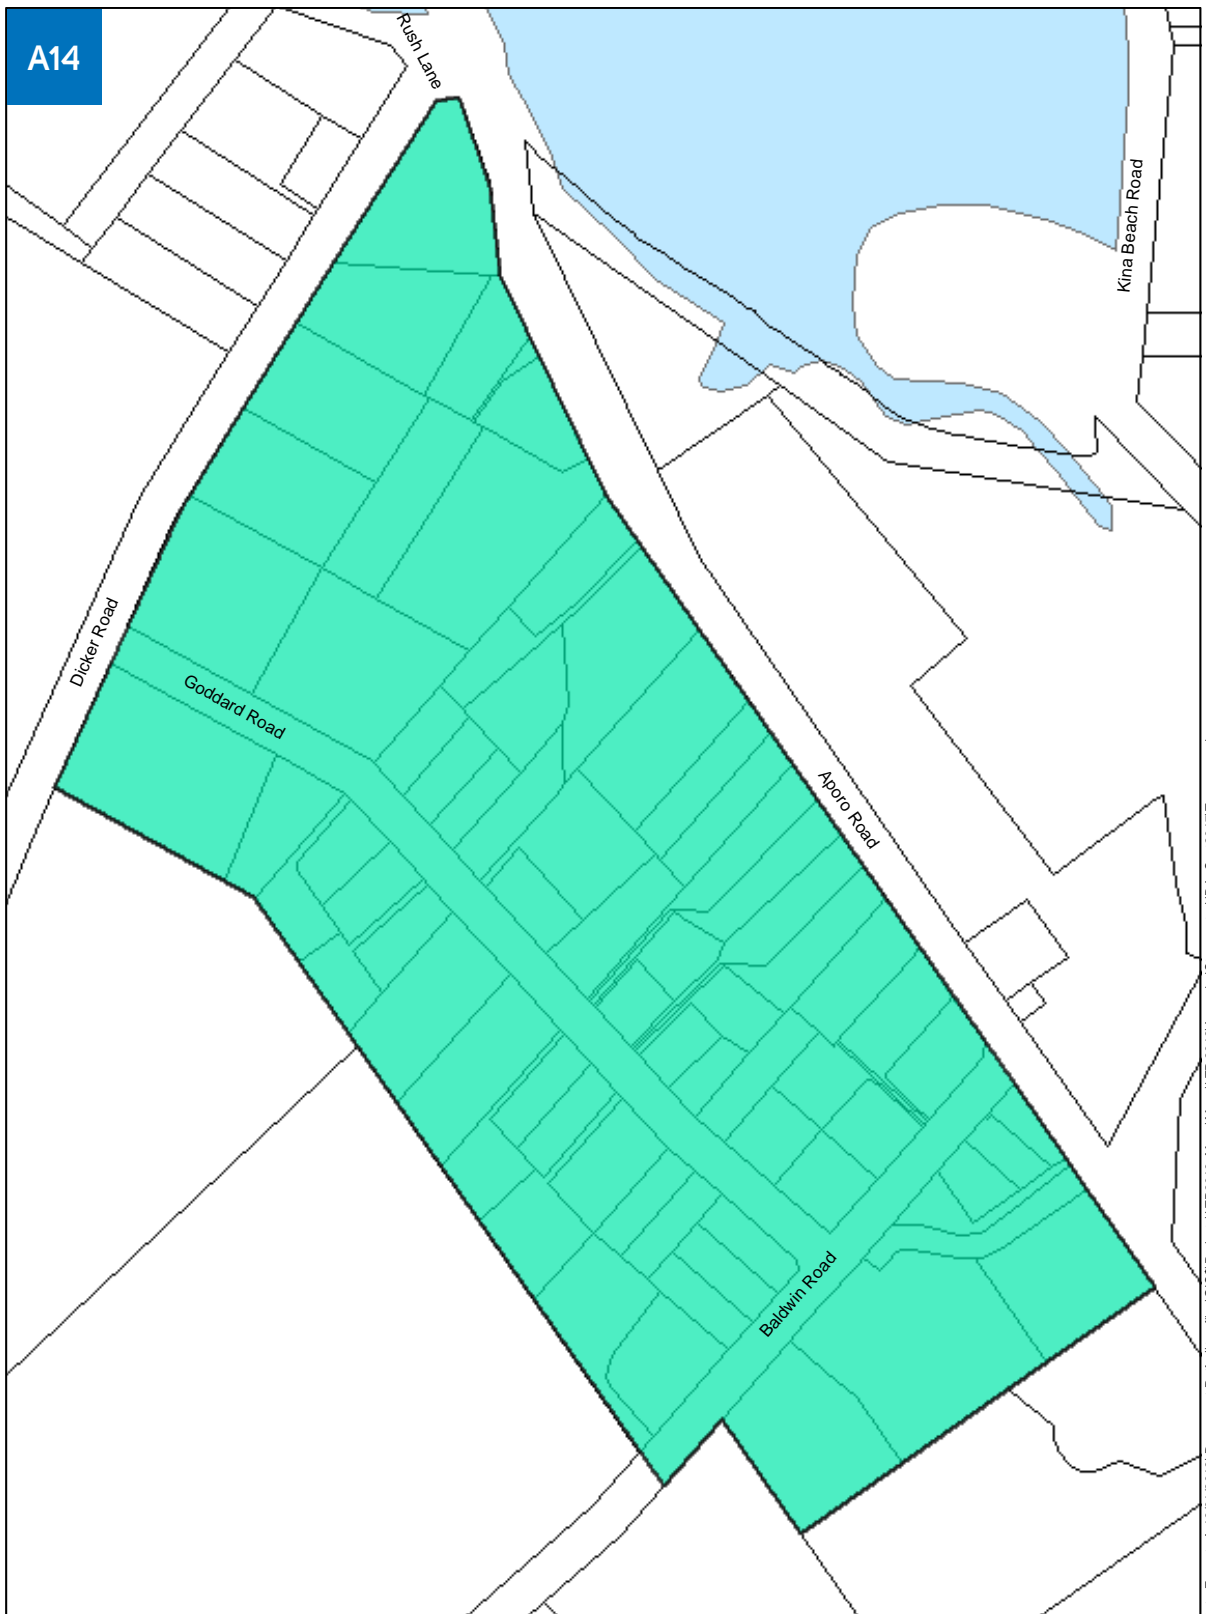 A14
Rush Lane
Kina Beach Road
Dicker Road
Goddard Road
Aporo Road
Baldwin Road